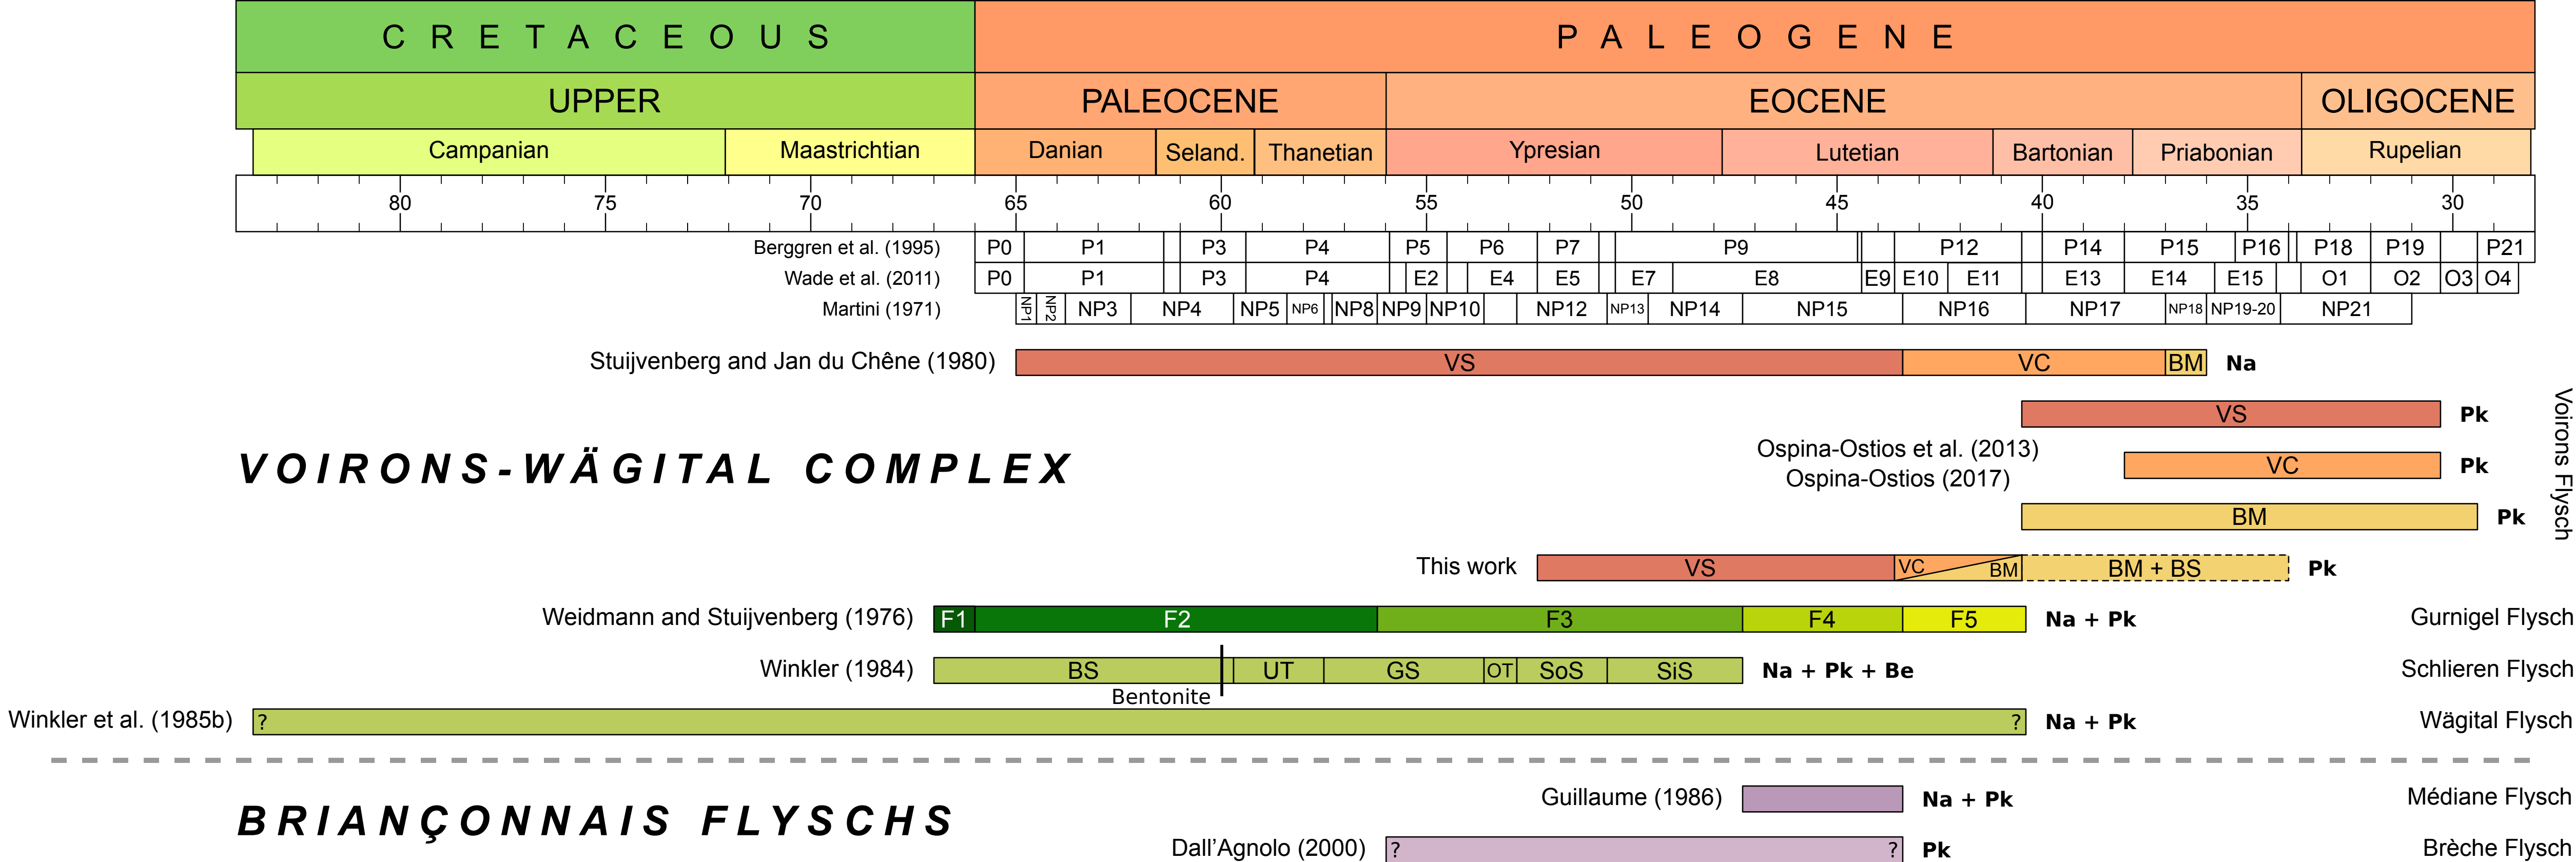 CRETACEOUS PALEOGENE
UPPER PALEOCENE EOCENE OLIGOCENE
Campanian Maastrichtian Danian Seland. Thanetian Ypresian Lutetian Bartonian Priabonian Rupelian
80 75 70 65 60 55 50 45 40 35 30
Berggren et al. (1995) P0 P1 P3 P4 P5 P6 P7 P9 P12 P14 P15 P16 P18 P19 P21
Wade et al. (2011) P0 P1 P3 P4 E2 E4 E5 E7 E8 E9 E10 E11 E13 E14 E15 O1 O2 O3 O4
Martini (1971) NP1 NP2 NP3 NP4 NP5 NP6 NP8 NP9 NP10 NP12 NP13 NP14 NP15 NP16 NP17 NP18 NP19-20 NP21
Stuijvenberg and Jan du Chêne (1980) VS VC BM Na
VS Pk
Ospina-Ostios et al. (2013)
VOIRONS-WÄGITAL COMPLEX VC Pk
Ospina-Ostios (2017)
BM Pk
Voirons Flysch
This work VS VC BM BM + BS Pk
Weidmann and Stuijvenberg (1976) F1 F2 F3 F4 F5 Na + Pk Gurnigel Flysch
Winkler (1984) BS UT GS OT SoS SiS Na + Pk + Be Schlieren Flysch
Bentonite
Winkler et al. (1985b) ? ? Na + Pk Wägital Flysch
Guillaume (1986) Na + Pk Médiane Flysch
BRIANÇONNAIS FLYSCHS
Dall'Agnolo (2000) ? ? Pk Brèche Flysch